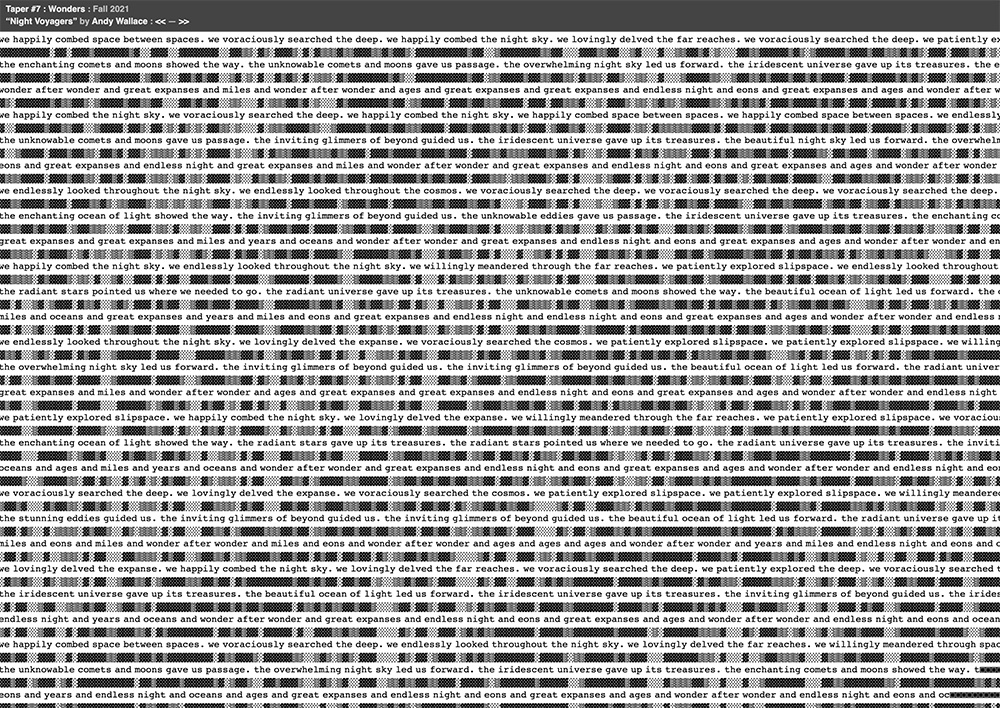 Taper #7 : Wonders : Fall 2021
“Night Voyagers” by Andy Wallace : << — >>
we happily combed space between spaces. we voraciously searched the deep. we happily combed the night sky. we lovingly delved the far reaches. we voraciously searched the deep. we patiently ex
the enchanting comets and moons showed the way. the unknowable comets and moons gave us passage. the overwhelming night sky led us forward. the iridescent universe gave up its treasures. the e
wonder after wonder and great expanses and miles and wonder after wonder and ages and great expanses and great expanses and endless night and eons and great expanses and ages and wonder after w
we happily combed the night sky. we voraciously searched the deep. we happily combed the night sky. we happily combed space between spaces. we happily combed space between spaces. we endlessly
the unknowable comets and moons gave us passage. the inviting glimmers of beyond guided us. the iridescent universe gave up its treasures. the beautiful night sky led us forward. the overwhelm
eons and great expanses and endless night and great expanses and miles and wonder after wonder and great expanses and endless night and eons and great expanses and ages and wonder after wonder
we endlessly looked throughout the night sky. we endlessly looked throughout the cosmos. we voraciously searched the deep. we voraciously searched the deep. we voraciously searched the deep.
the enchanting ocean of light showed the way. the inviting glimmers of beyond guided us. the unknowable eddies gave us passage. the iridescent universe gave up its treasures. the enchanting co
great expanses and great expanses and miles and years and oceans and wonder after wonder and great expanses and endless night and eons and great expanses and ages and wonder after wonder and en
we happily combed the night sky. we endlessly looked throughout the night sky. we willingly meandered through the far reaches. we patiently explored slipspace. we endlessly looked throughout
the radiant stars pointed us where we needed to go. the radiant universe gave up its treasures. the unknowable comets and moons showed the way. the beautiful ocean of light led us forward. the
miles and oceans and great expanses and years and miles and eons and great expanses and endless night and endless night and eons and great expanses and ages and wonder after wonder and endless
we endlessly looked throughout the night sky. we lovingly delved the expanse. we voraciously searched the cosmos. we patiently explored slipspace. we patiently explored slipspace. we willing
the overwhelming night sky led us forward. the inviting glimmers of beyond guided us. the inviting glimmers of beyond guided us. the beautiful ocean of light led us forward. the radiant univer
great expanses and miles and wonder after wonder and ages and great expanses and great expanses and endless night and eons and great expanses and ages and wonder after wonder and endless night
we patiently explored slipspace. we happily combed the night sky. we lovingly delved the expanse. we willingly meandered through the far reaches. we patiently explored slipspace. we voracious
the enchanting ocean of light showed the way. the radiant stars gave up its treasures. the radiant stars pointed us where we needed to go. the radiant universe gave up its treasures. the inviti
oceans and ages and miles and years and oceans and wonder after wonder and great expanses and endless night and eons and great expanses and ages and wonder after wonder and endless night and eo
we voraciously searched the deep. we lovingly delved the expanse. we voraciously searched the cosmos. we patiently explored slipspace. we patiently explored slipspace. we willingly meandere
the stunning eddies guided us. the inviting glimmers of beyond guided us. the inviting glimmers of beyond guided us. the beautiful ocean of light led us forward. the radiant universe gave up i
miles and eons and miles and wonder after wonder and miles and eons and wonder after wonder and ages and ages and ages and wonder after wonder and years and miles and endless night and eons and
we lovingly delved the expanse. we happily combed the night sky. we lovingly delved the far reaches. we voraciously searched the deep. we patiently explored the deep. we voraciously searched t
the iridescent universe gave up its treasures. the beautiful ocean of light led us forward. the iridescent universe gave up its treasures. the inviting glimmers of beyond guided us. the irides
endless night and years and oceans and wonder after wonder and great expanses and endless night and eons and great expanses and ages and wonder after wonder and endless night and eons and ocean
we happily combed space between spaces. we voraciously searched the deep. we endlessly looked throughout the night sky. we lovingly delved the far reaches. we willingly meandered through spac
the unknowable comets and moons gave us passage. the overwhelming night sky led us forward. the iridescent universe gave up its treasures. the enchanting comets and moons showed the way. t
eons and years and endless night and oceans and ages and great expanses and endless night and eons and great expanses and ages and wonder after wonder and endless night and eons and oc